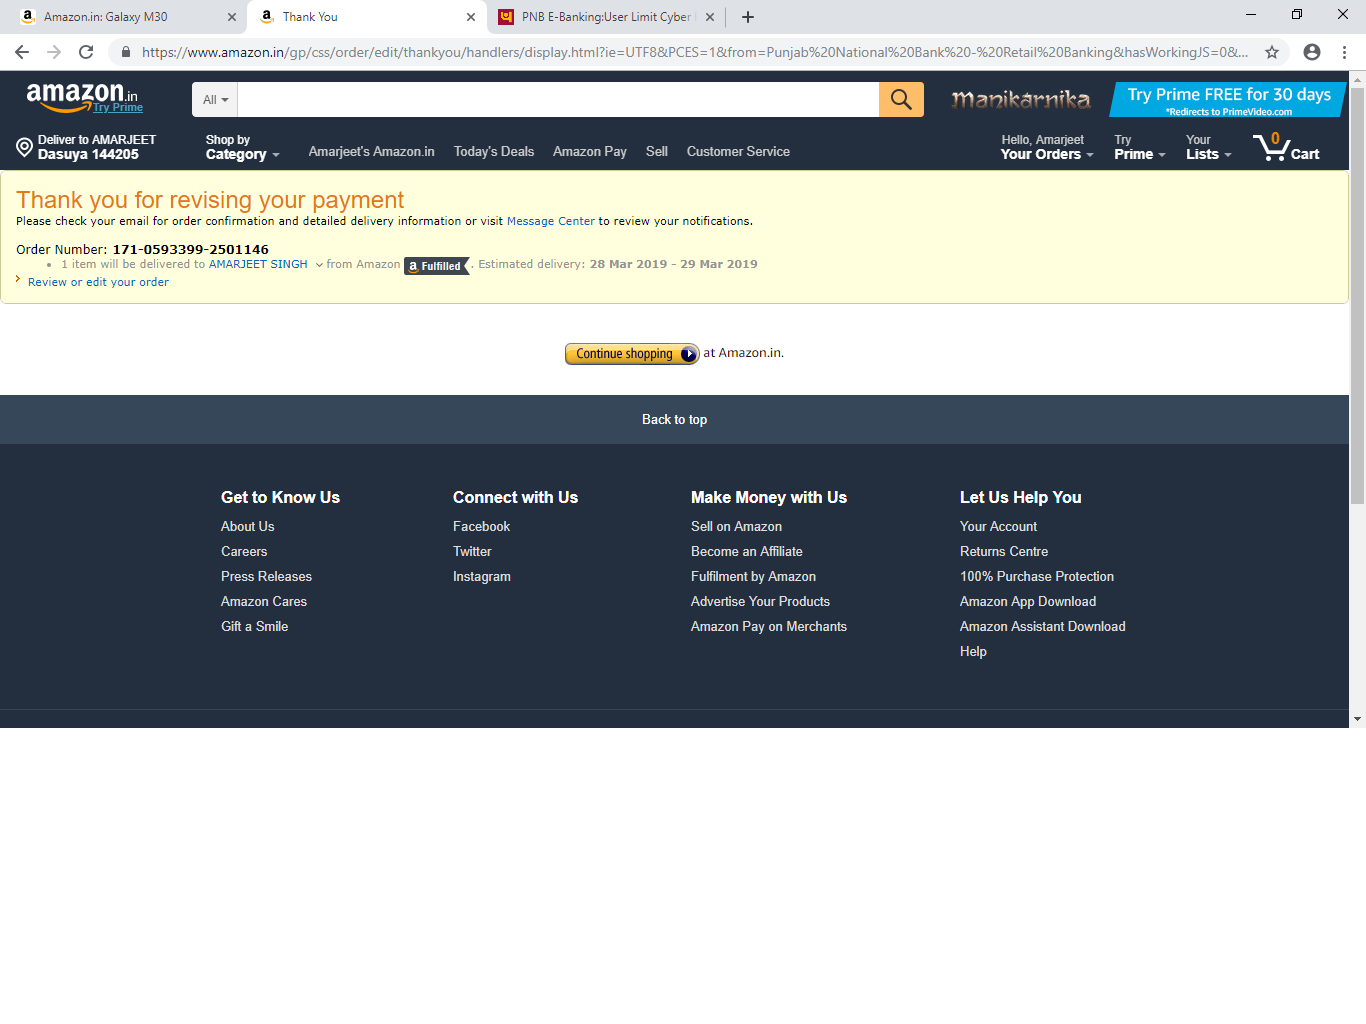 Amazon.in: Galaxy M30
Thank You
PNB E-Banking:User Limit Cyber
https://www.amazon.in/gp/css/order/edit/thankyou/handlers/display.html?ie=UTF8&PCES=1&from=Punjab%20National%20Bank%20-%20Retail%20Banking&hasWorkingJS=0&...
amazon.in
Try Prime
All
Manikarnika
Try Prime FREE for 30 days
*Redirects to PrimeVideo.com
Deliver to AMARJEET
Dasuya 144205
Shop by
Category
Amarjeet's Amazon.in
Today's Deals
Amazon Pay
Sell
Customer Service
Hello, Amarjeet
Your Orders
Try
Prime
Your
Lists
0
Cart
Thank you for revising your payment
Please check your email for order confirmation and detailed delivery information or visit Message Center to review your notifications.
Order Number: 171-0593399-2501146
• 1 item will be delivered to AMARJEET SINGH from Amazon a Fulfilled. Estimated delivery: 28 Mar 2019 - 29 Mar 2019
Review or edit your order
Continue shopping at Amazon.in.
Back to top
Get to Know Us
About Us
Careers
Press Releases
Amazon Cares
Gift a Smile
Connect with Us
Facebook
Twitter
Instagram
Make Money with Us
Sell on Amazon
Become an Affiliate
Fulfilment by Amazon
Advertise Your Products
Amazon Pay on Merchants
Let Us Help You
Your Account
Returns Centre
100% Purchase Protection
Amazon App Download
Amazon Assistant Download
Help